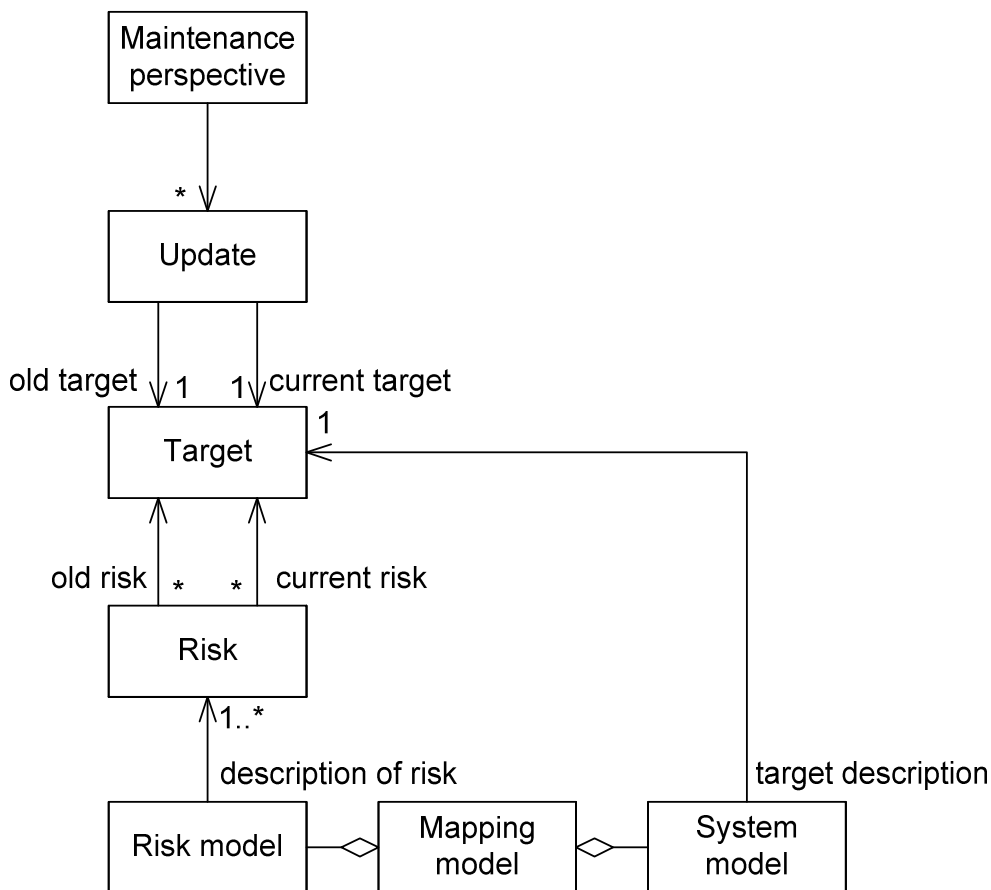 Maintenance
perspective
*
Update
old target
1
1
current target
1
Target
old risk
*
*
current risk
Risk
1..*
description of risk
target description
Risk model
Mapping
model
System
model